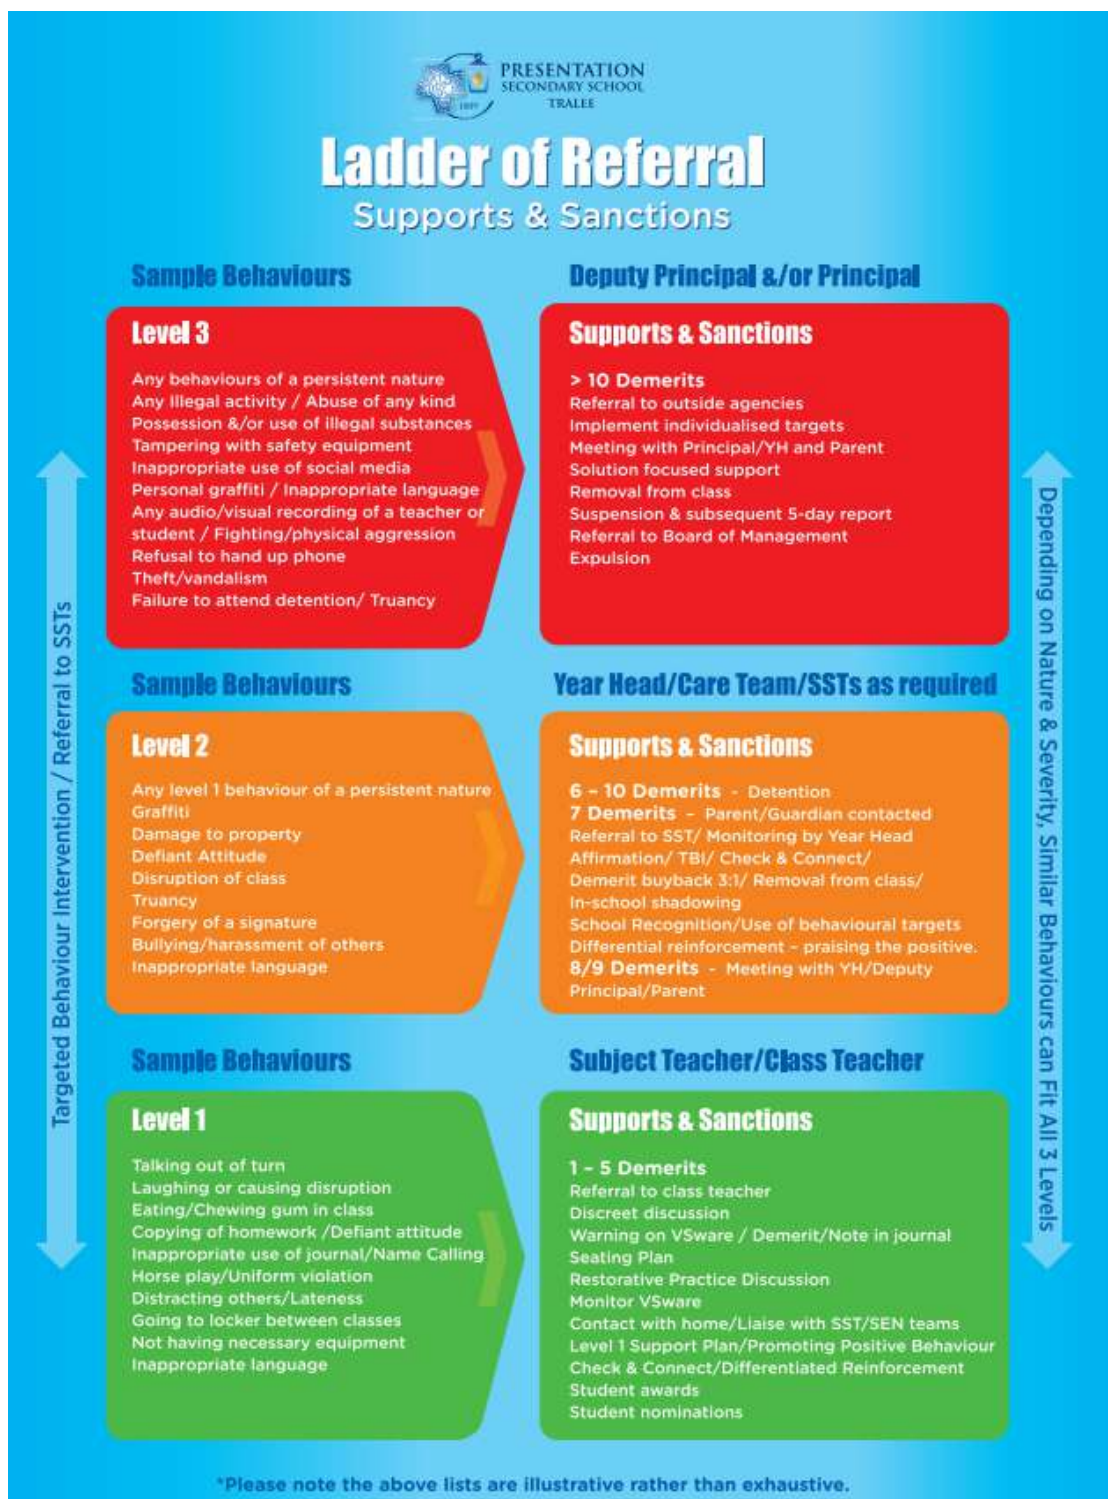 PRESENTATION
SECONDARY SCHOOL
TRALEE
Ladder of Referral
Supports & Sanctions
Sample Behaviours
Level 3
Any behaviours of a persistent nature
Any Illegal activity / Abuse of any kind
Possession &/or use of illegal substances
Tampering with safety equipment
Inappropriate use of social media
Personal graffiti / Inappropriate language
Any audio/visual recording of a teacher or
student / Fighting/physical aggression
Refusal to hand up phone
Theft/vandalism
Failure to attend detention/ Truancy
Deputy Principal &/or Principal
Supports & Sanctions
> 10 Demerits
Referral to outside agencies
Implement individualised targets
Meeting with Principal/YH and Parent
Solution focused support
Removal from class
Suspension & subsequent 5-day report
Referral to Board of Management
Expulsion
Sample Behaviours
Level 2
Any level 1 behaviour of a persistent nature
Graffiti
Damage to property
Defiant Attitude
Disruption of class
Truancy
Forgery of a signature
Bullying/harassment of others
Inappropriate language
Year Head/Care Team/SSTs as required
Supports & Sanctions
6 – 10 Demerits - Detention
7 Demerits – Parent/Guardian contacted
Referral to SST/ Monitoring by Year Head
Affirmation/ TBI/ Check & Connect/
Demerit buyback 3:1/ Removal from class/
In-school shadowing
School Recognition/Use of behavioural targets
Differential reinforcement – praising the positive.
8/9 Demerits - Meeting with YH/Deputy
Principal/Parent
Sample Behaviours
Level 1
Talking out of turn
Laughing or causing disruption
Eating/Chewing gum in class
Copying of homework /Defiant attitude
Inappropriate use of journal/Name Calling
Horse play/Uniform violation
Distracting others/Lateness
Going to locker between classes
Not having necessary equipment
Inappropriate language
Subject Teacher/Class Teacher
Supports & Sanctions
1 – 5 Demerits
Referral to class teacher
Discreet discussion
Warning on VSware / Demerit/Note in journal
Seating Plan
Restorative Practice Discussion
Monitor VSware
Contact with home/Liaise with SST/SEN teams
Level 1 Support Plan/Promoting Positive Behaviour
Check & Connect/Differentiated Reinforcement
Student awards
Student nominations
Targeted Behaviour Intervention / Referral to SSTs
Depending on Nature & Severity, Similar Behaviours can Fit All 3 Levels
*Please note the above lists are illustrative rather than exhaustive.